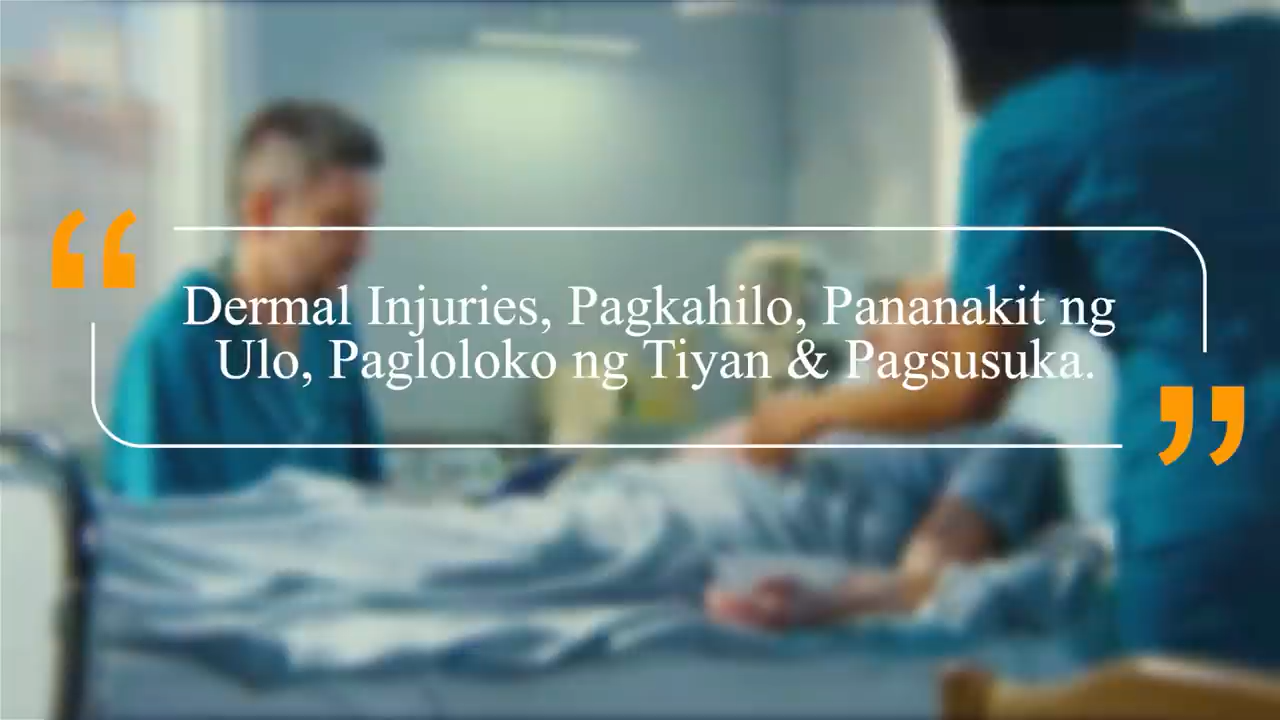 Dermal Injuries, Pagkahilo, Pananakit ng
Ulo, Pagloloko ng Tiyan & Pagsusuka.